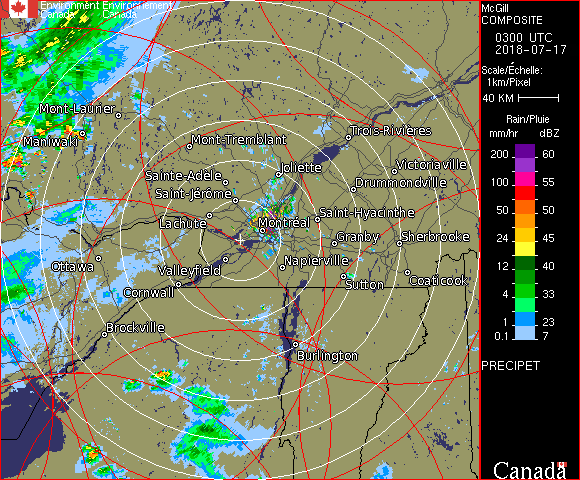 Environment Environnement
Canada Canada
Mont-Laurier
Maniwaki
Mont-Tremblant
Trois-Rivières
Joliette
Victoriaville
Sainte-Adèle
Drummondville
Saint-Jérôme
Lachute
Saint-Hyacinthe
Montréal
Granby
Sherbrooke
Ottawa
Valleyfield
Napierville
Coaticook
Cornwall
Sutton
Brockville
Burlington
McGill
COMPOSITE
0300 UTC
2018-07-17
Scale/Échelle:
1km/Pixel
40 KM
Rain/Pluie
mm/hr dBZ
200 60
100 55
50 50
24 45
12 40
8 33
4 30
1 23
0.1 7
PRECIPET
Canada